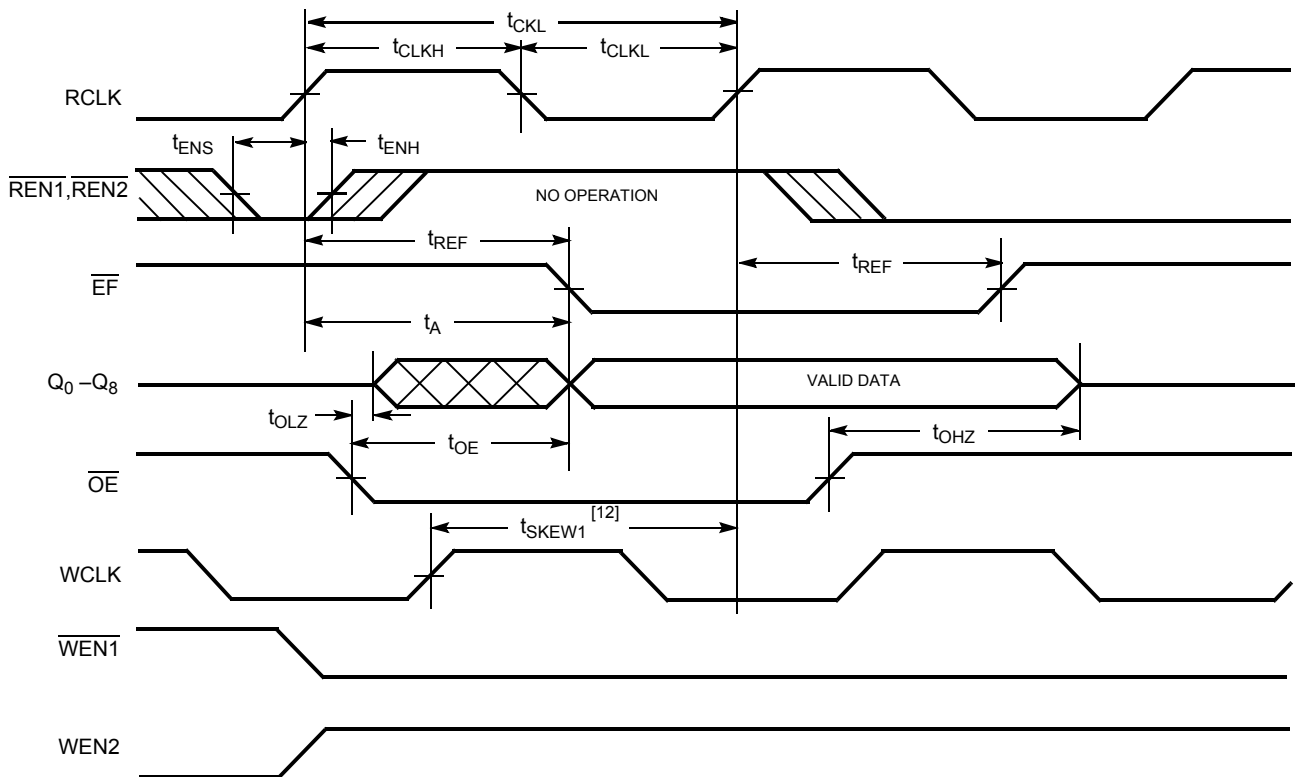 tCKL
tCLKH
tCLKL
RCLK
tENS
tENH
REN1,REN2
NO OPERATION
tREF
tREF
EF
tA
Q0 –Q8
VALID DATA
tOLZ
tOE
tOHZ
OE
tSKEW1[12]
WCLK
WEN1
WEN2